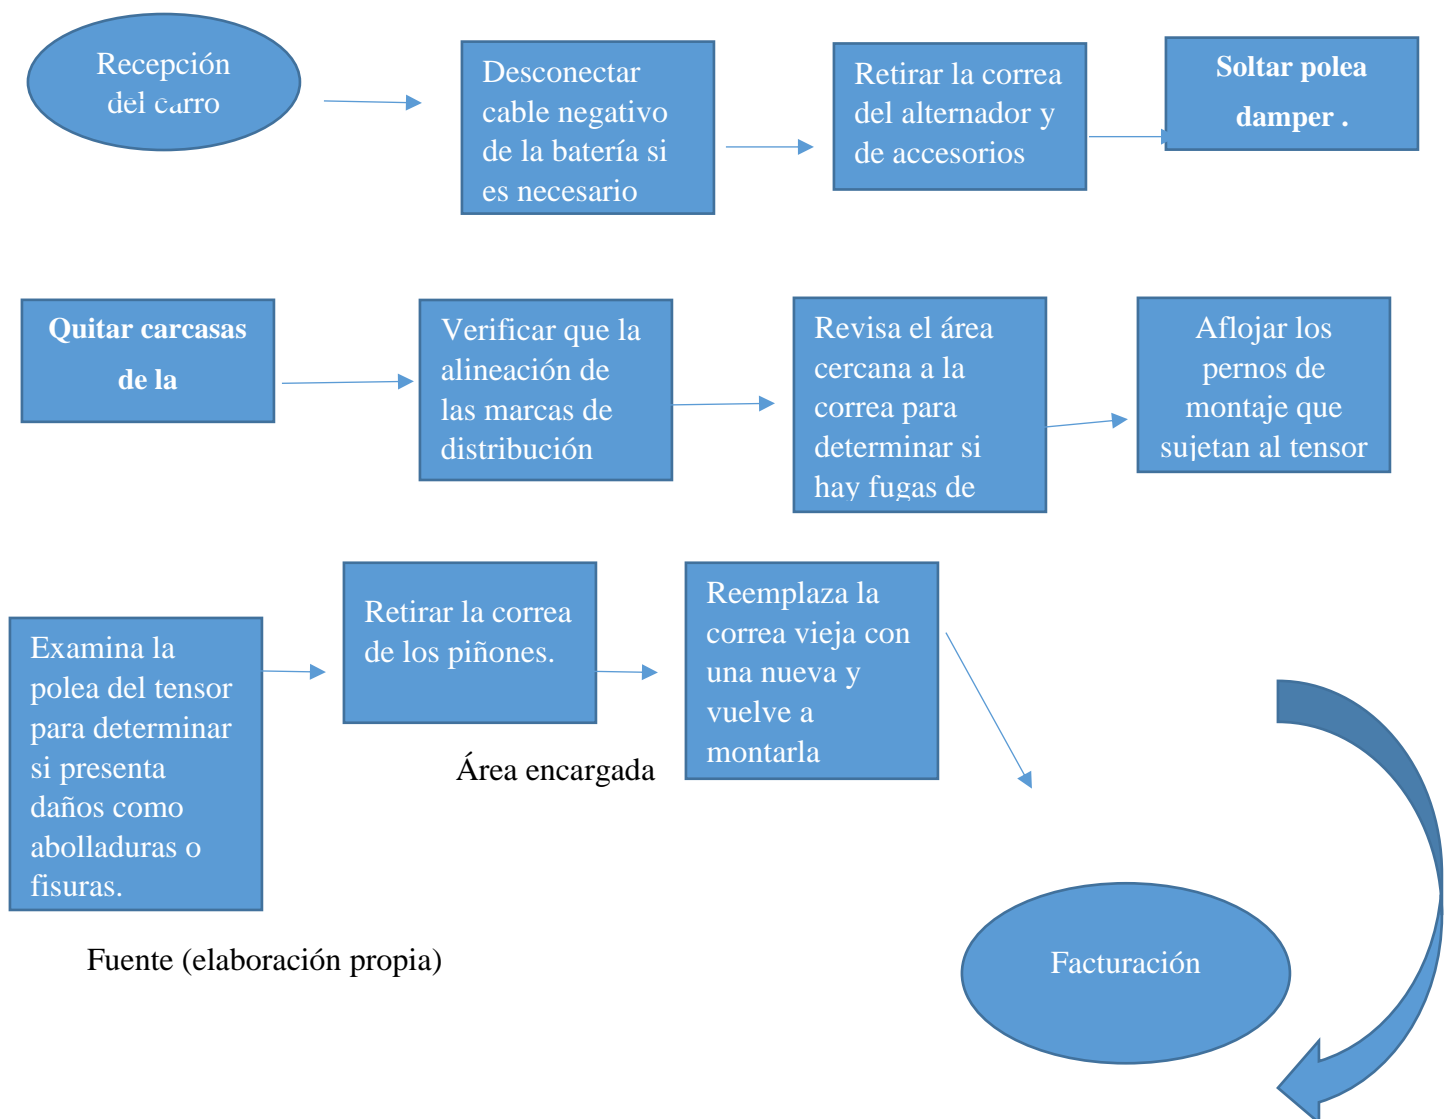 Recepción
del carro
Desconectar
cable negativo
de la batería si
es necesario
Retirar la correa
del alternador y
de accesorios
Soltar polea
damper .
Quitar carcasas
de la
Verificar que la
alineación de
las marcas de
distribución
Revisa el área
cercana a la
correa para
determinar si
hay fugas de
Aflojar los
pernos de
montaje que
sujetan al tensor
Examina la
polea del tensor
para determinar
si presenta
daños como
abolladuras o
fisuras.
Retirar la correa
de los piñones.
Reemplaza la
correa vieja con
una nueva y
vuelve a
montarla
Área encargada
Facturación
Fuente (elaboración propia)